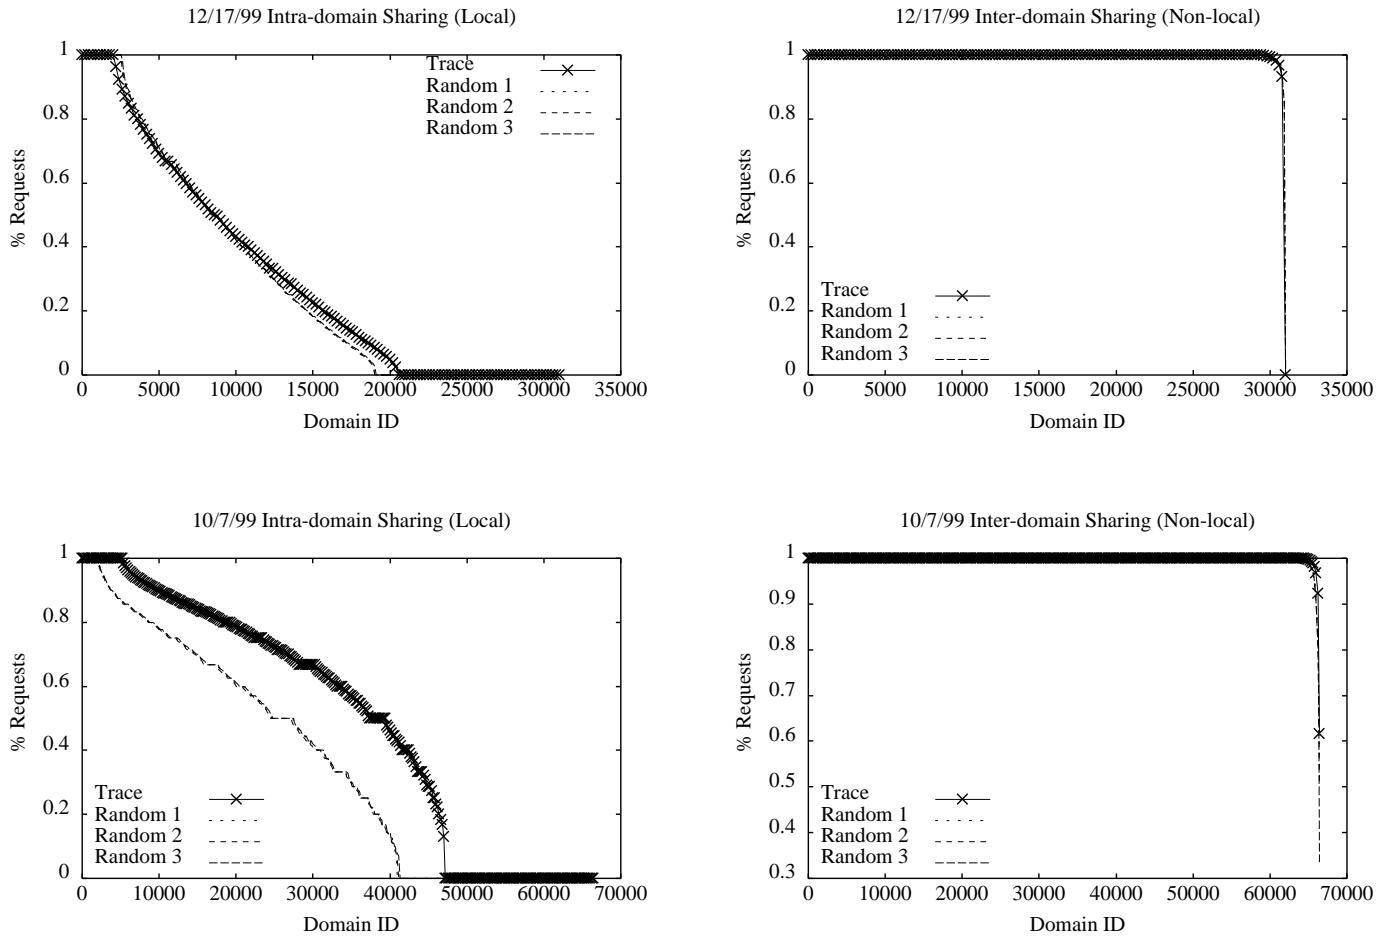 12/17/99 Intra-domain Sharing (Local)
1
0.8
0.6
0.4
0.2
0
% Requests
Trace
Random 1
Random 2
Random 3
0 5000 10000 15000 20000 25000 30000 35000
Domain ID
12/17/99 Inter-domain Sharing (Non-local)
1
0.8
0.6
0.4
0.2
0
% Requests
Trace
Random 1
Random 2
Random 3
0 5000 10000 15000 20000 25000 30000 35000
Domain ID
10/7/99 Intra-domain Sharing (Local)
1
0.8
0.6
0.4
0.2
0
% Requests
Trace
Random 1
Random 2
Random 3
0 10000 20000 30000 40000 50000 60000 70000
Domain ID
10/7/99 Inter-domain Sharing (Non-local)
1
0.9
0.8
0.7
0.6
0.5
0.4
0.3
% Requests
Trace
Random 1
Random 2
Random 3
0 10000 20000 30000 40000 50000 60000 70000
Domain ID